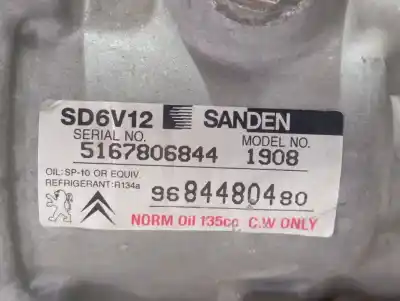 SD6V12 SANDEN
SERIAL NO. MODEL NO.
5167806844 1908
OIL: SP-10 OR EQUIV.
REFRIGERANT: R134a
9684480480
NORM Oil 135cc C.W ONLY